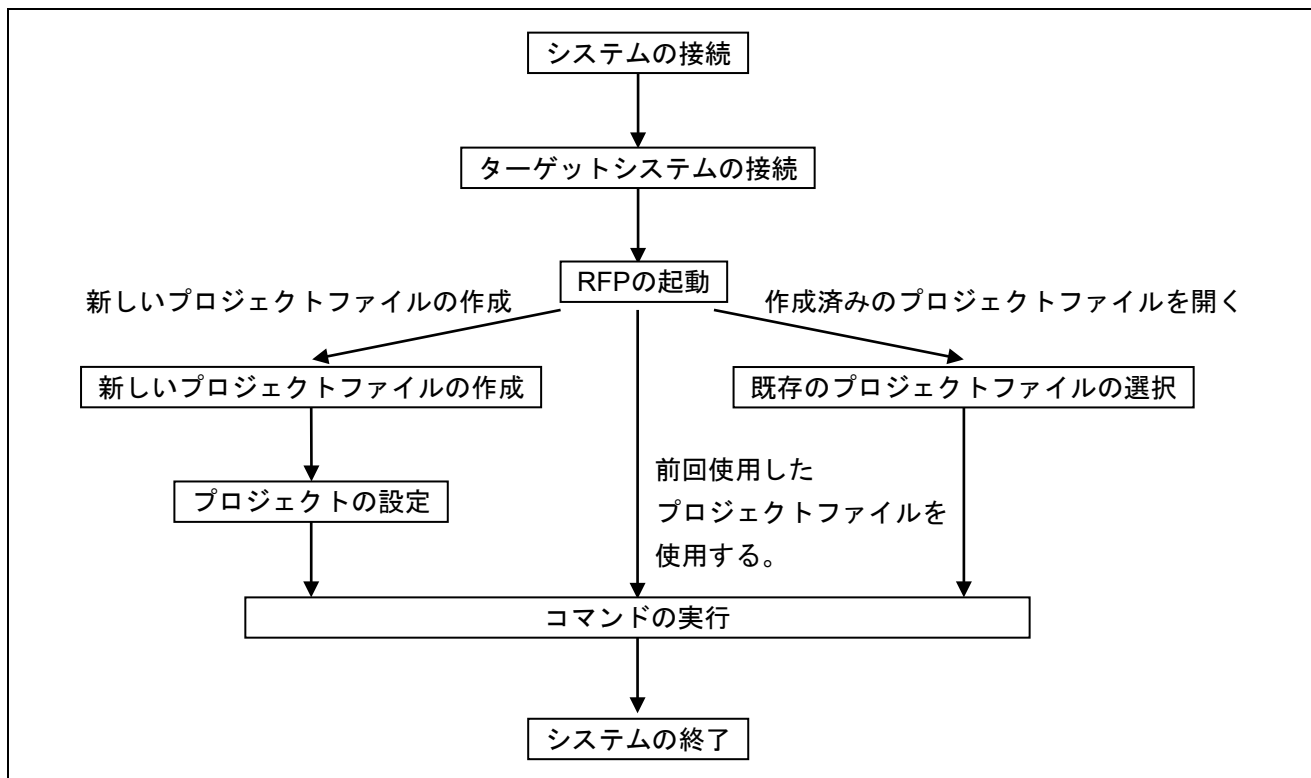 システムの接続
ターゲットシステムの接続
RFPの起動
新しいプロジェクトファイルの作成
作成済みのプロジェクトファイルを開く
新しいプロジェクトファイルの作成
既存のプロジェクトファイルの選択
前回使用した
プロジェクトファイルを
使用する。
プロジェクトの設定
コマンドの実行
システムの終了